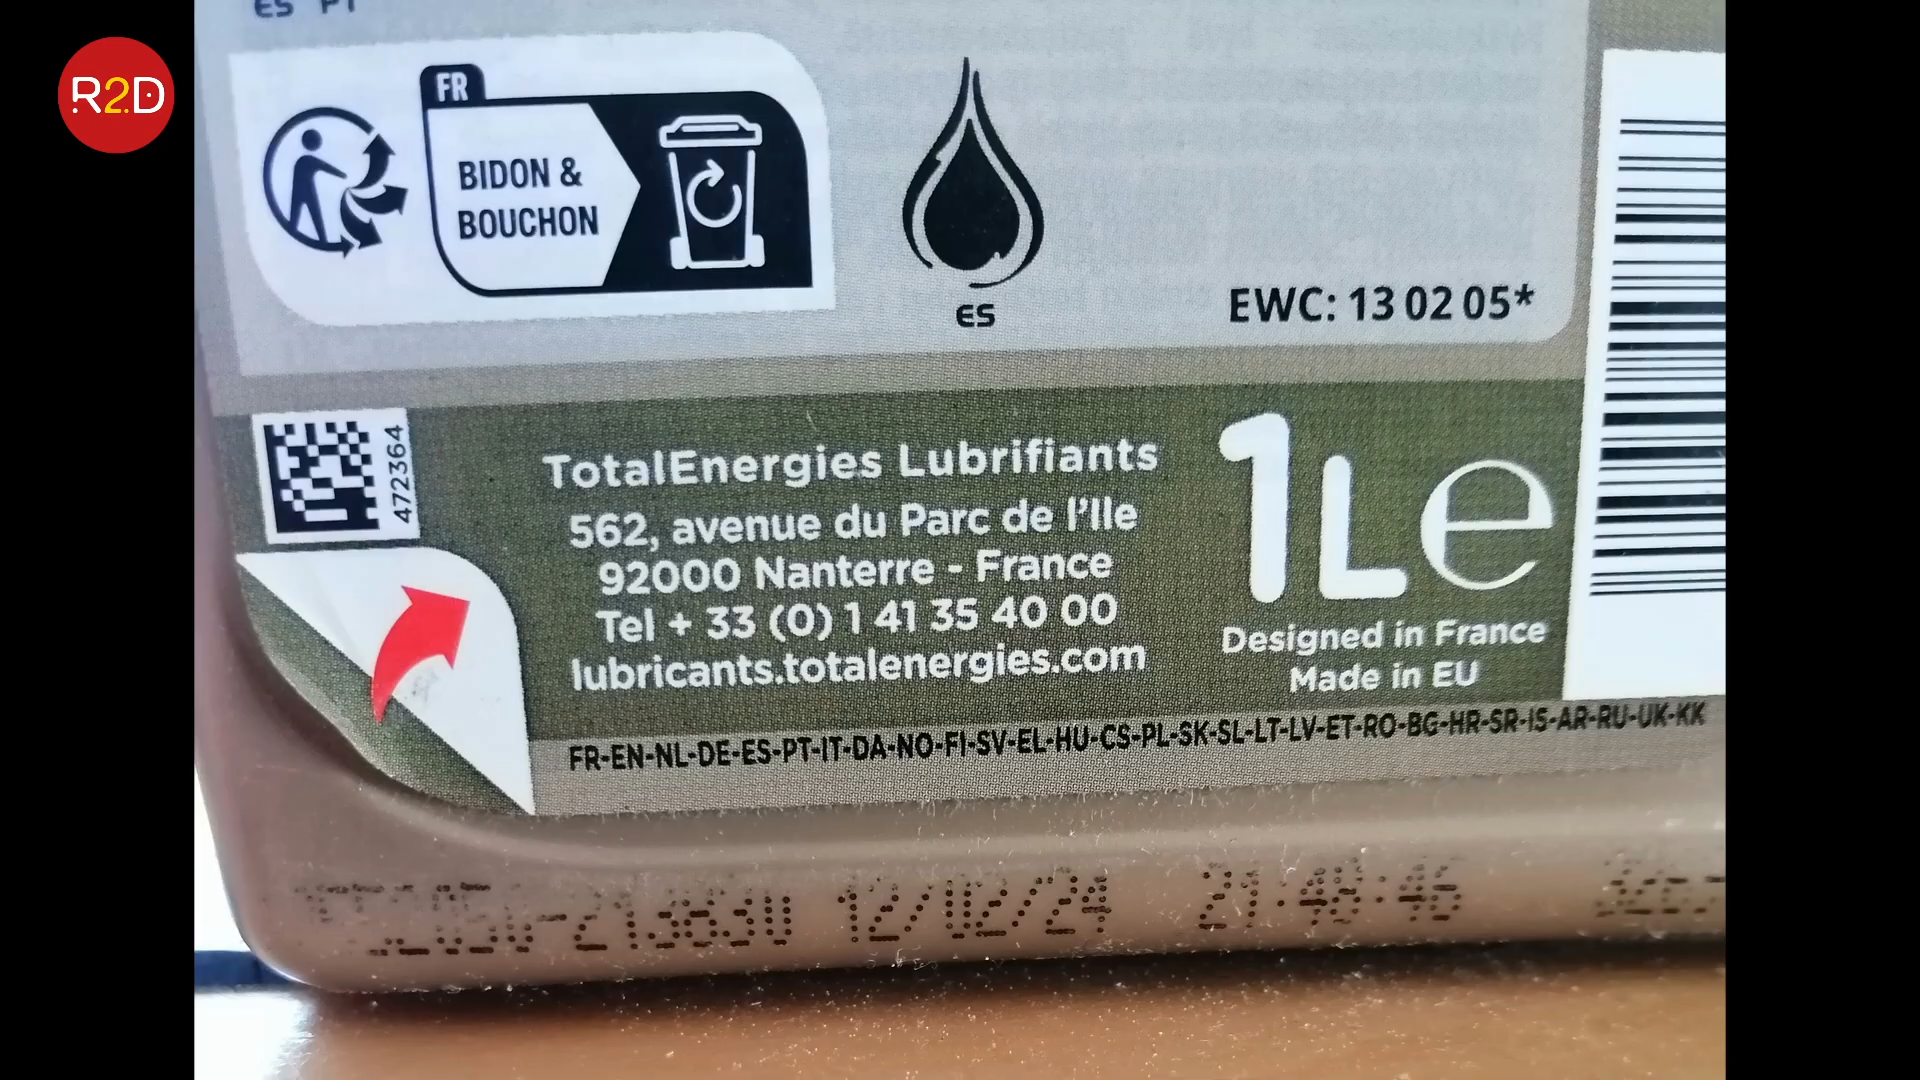 ES PT
R2D
FR
BIDON &
BOUCHON
ES
EWC: 13 02 05*
472364
TotalEnergies Lubrifiants
562, avenue du Parc de l'Ile
92000 Nanterre - France
Tel + 33 (0) 1 41 35 40 00
lubricants.totalenergies.com
1L℮
Designed in France
Made in EU
FR-EN-NL-DE-ES-PT-IT-DA-NO-FI-SV-EL-HU-CS-PL-SK-SL-LT-LV-ET-RO-BG-HR-SR-IS-AR-RU-UK-KK
12/02/24 21:48:46